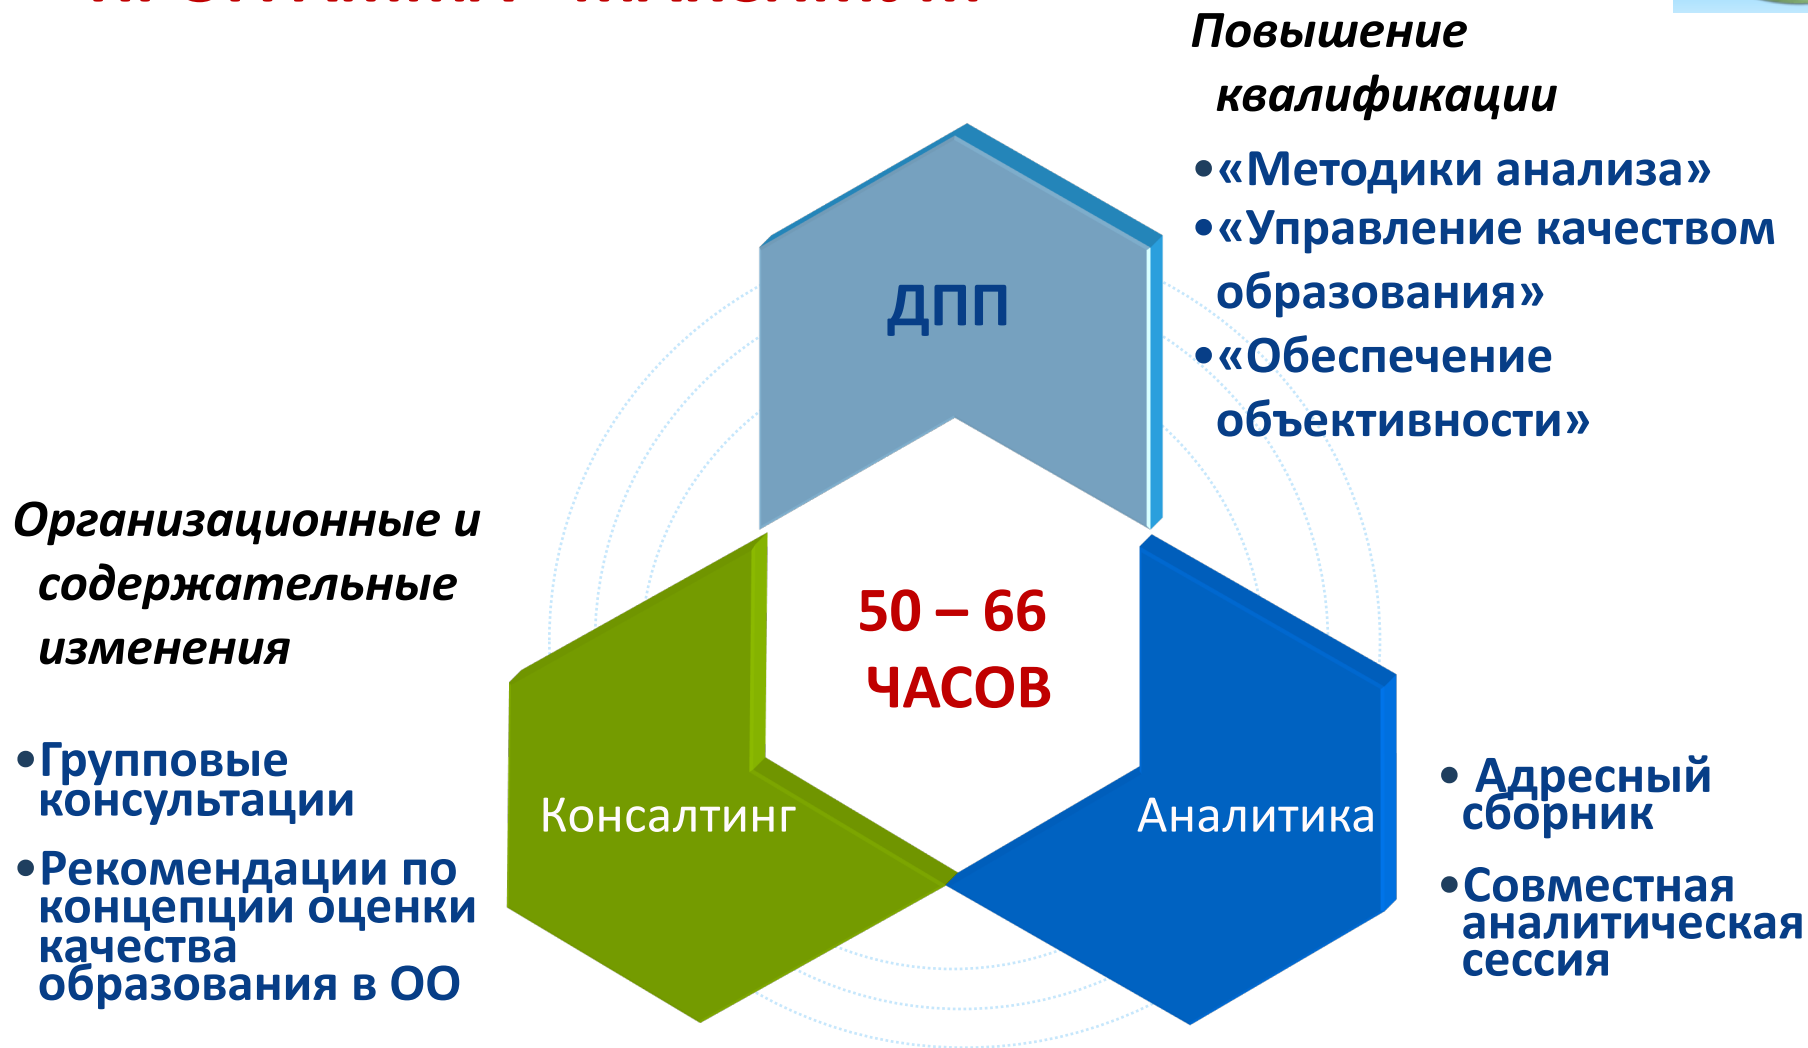 Повышение
квалификации
•«Методики анализа»
•«Управление качеством
образования»
•«Обеспечение
объективности»
ДПП
Организационные и
содержательные
изменения
•Групповые
консультации
•Рекомендации по
концепции оценки
качества
образования в ОО
50 – 66
ЧАСОВ
Консалтинг
Аналитика
• Адресный
сборник
•Совместная
аналитическая
сессия